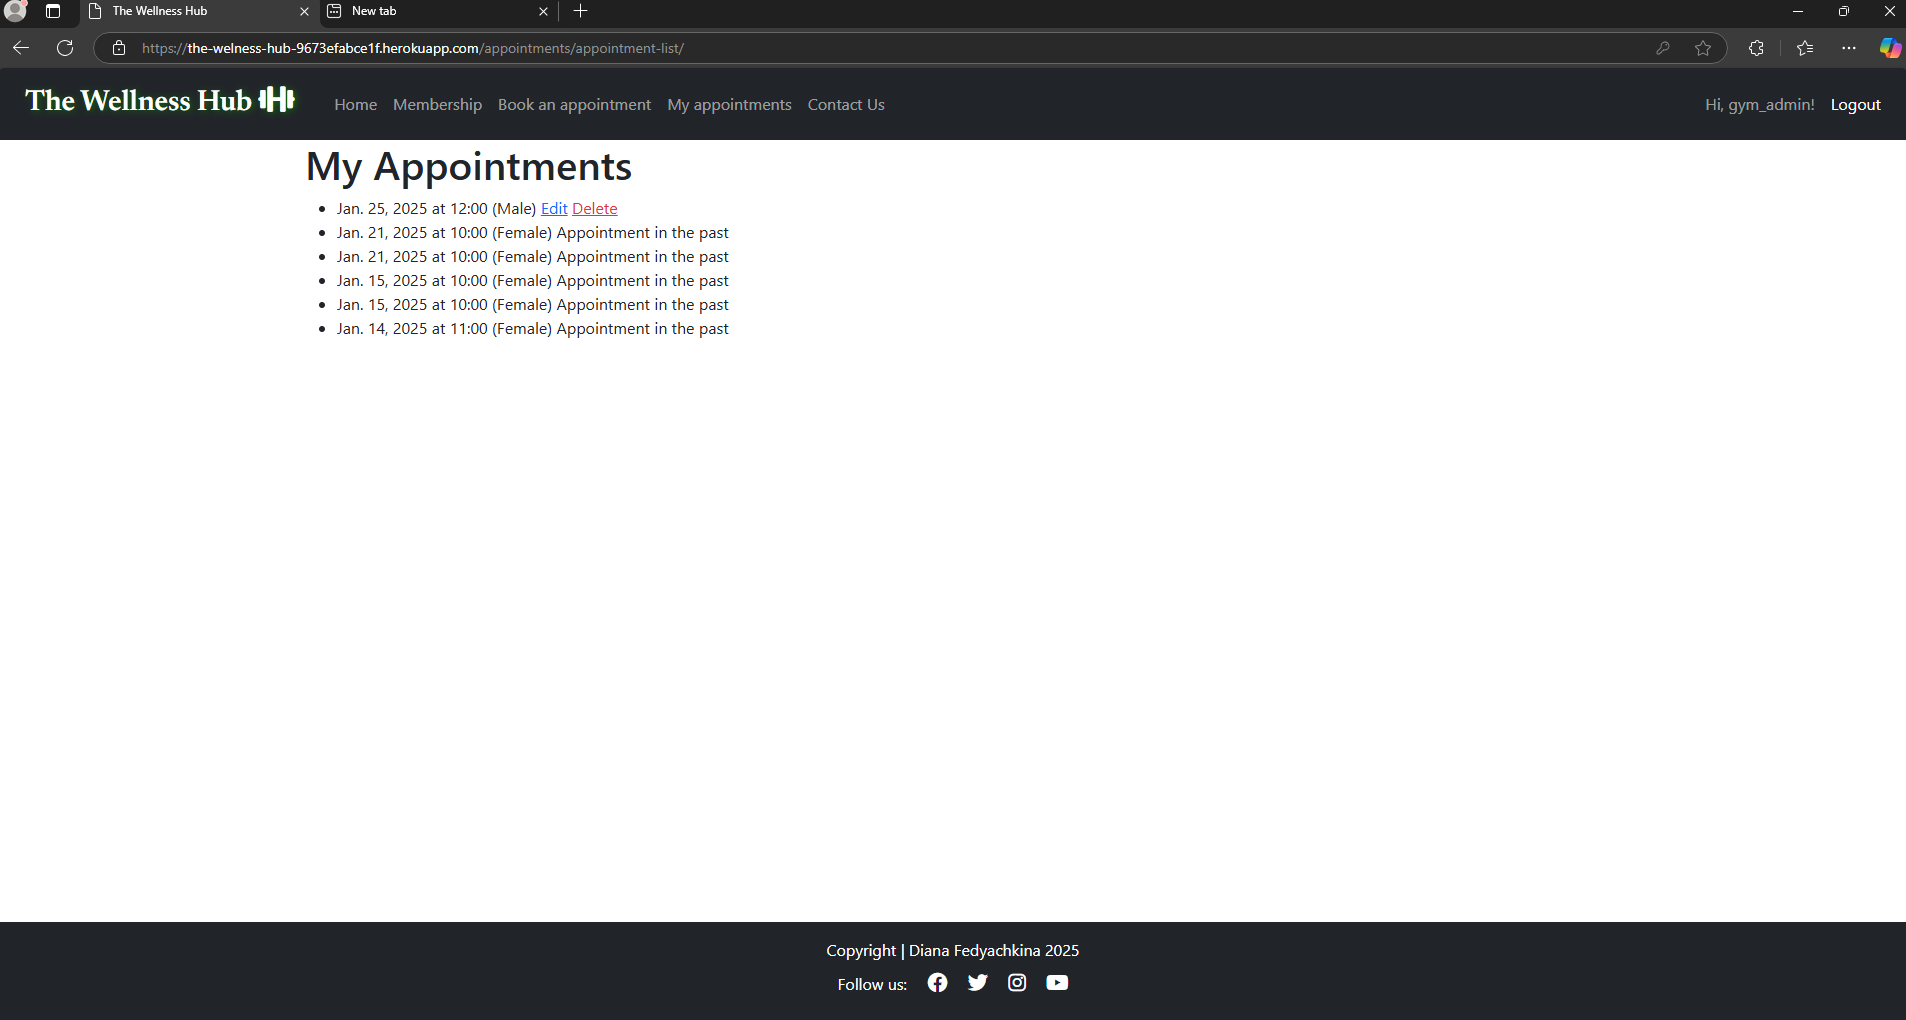 The Wellness Hub
New tab
https://the-welness-hub-9673efabce1f.herokuapp.com/appointments/appointment-list/
The Wellness Hub
Home Membership Book an appointment My appointments Contact Us
Hi, gym_admin! Logout
My Appointments
Jan. 25, 2025 at 12:00 (Male) Edit Delete
Jan. 21, 2025 at 10:00 (Female) Appointment in the past
Jan. 21, 2025 at 10:00 (Female) Appointment in the past
Jan. 15, 2025 at 10:00 (Female) Appointment in the past
Jan. 15, 2025 at 10:00 (Female) Appointment in the past
Jan. 14, 2025 at 11:00 (Female) Appointment in the past
Copyright | Diana Fedyachkina 2025
Follow us: